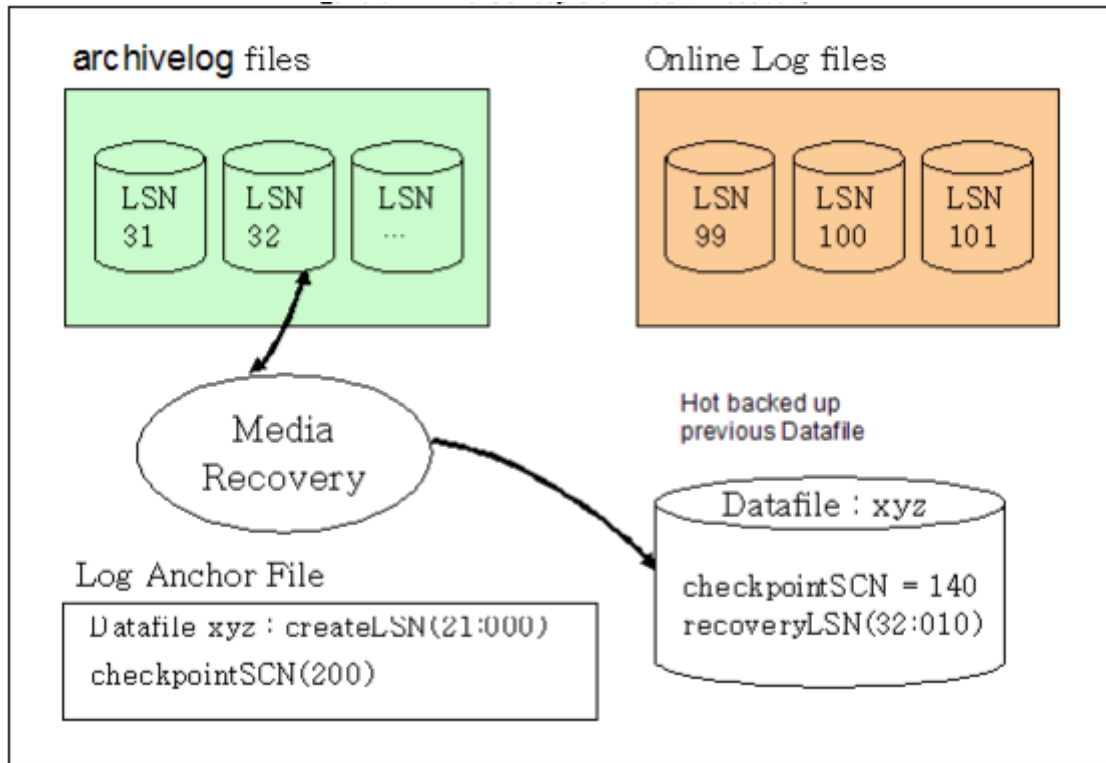 archivelog files
Online Log files
LSN
31
LSN
32
LSN
...
LSN
99
LSN
100
LSN
101
Media
Recovery
Hot backed up
previous Datafile
Datafile : xyz
checkpointSCN = 140
recoveryLSN(32:010)
Log Anchor File
Datafile xyz : createLSN(21:000)
checkpointSCN(200)